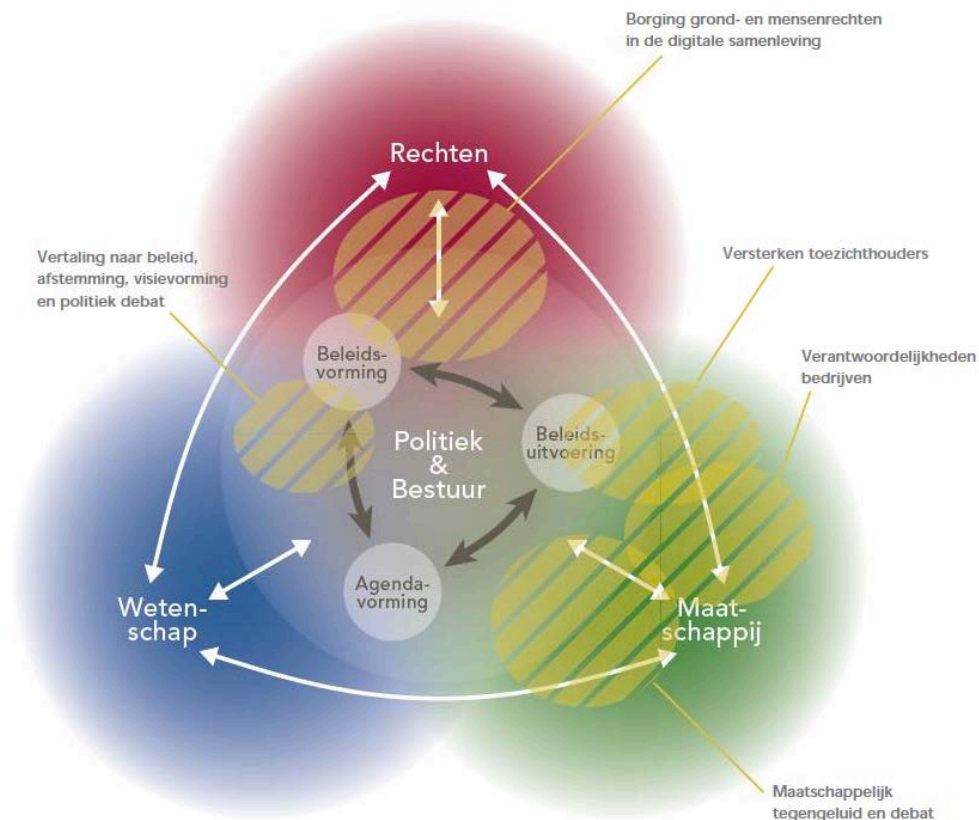 Borging grond- en mensenrechten
in de digitale samenleving
Rechten
Vertaling naar beleid,
afstemming, visievorming
en politiek debat
Versterken toezichthouders
Beleids-
vorming
Verantwoordelijkheden
bedrijven
Politiek
&
Bestuur
Beleids-
uitvoering
Agenda-
vorming
Weten-
schap
Maat-
schappij
Maatschappelijk
tegengeluid en debat